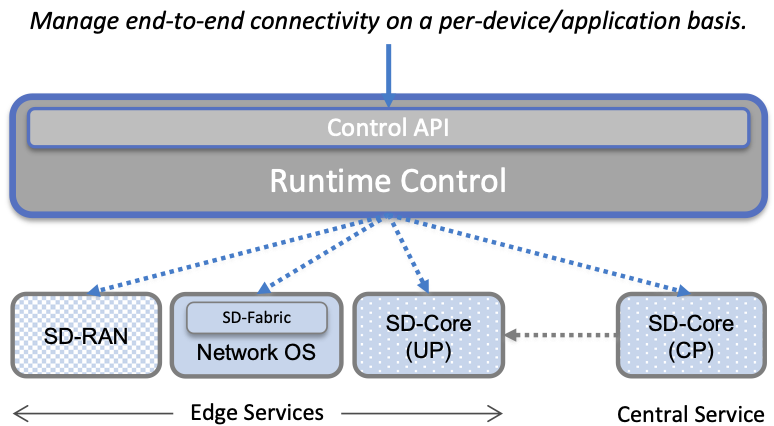 Manage end-to-end connectivity on a per-device/application basis.
Control API
Runtime Control
SD-RAN
SD-Fabric
Network OS
SD-Core
(UP)
SD-Core
(CP)
Edge Services
Central Service